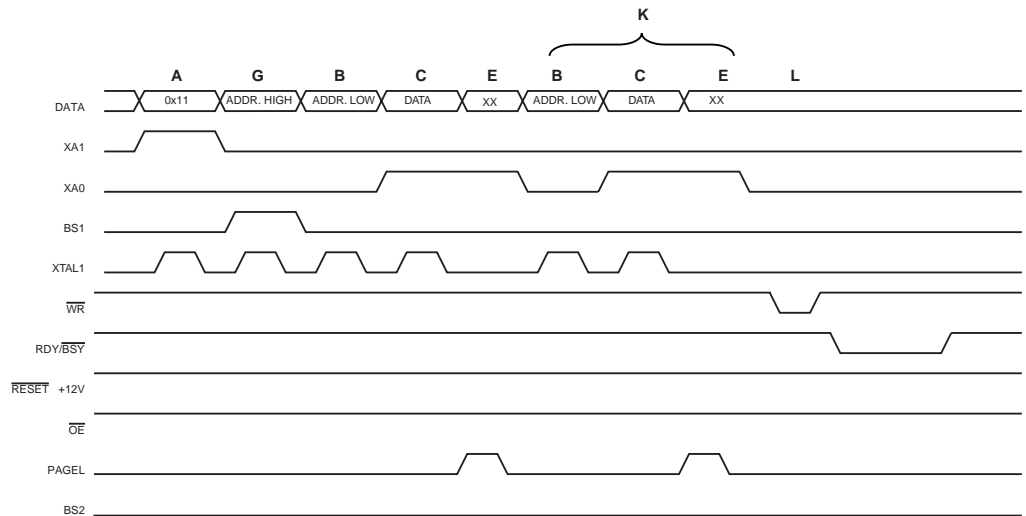 K
A G B C E B C E L
DATA 0x11 ADDR. HIGH ADDR. LOW DATA XX ADDR. LOW DATA XX
XA1
XA0
BS1
XTAL1
WR
RDY/BSY
RESET +12V
OE
PAGEL
BS2